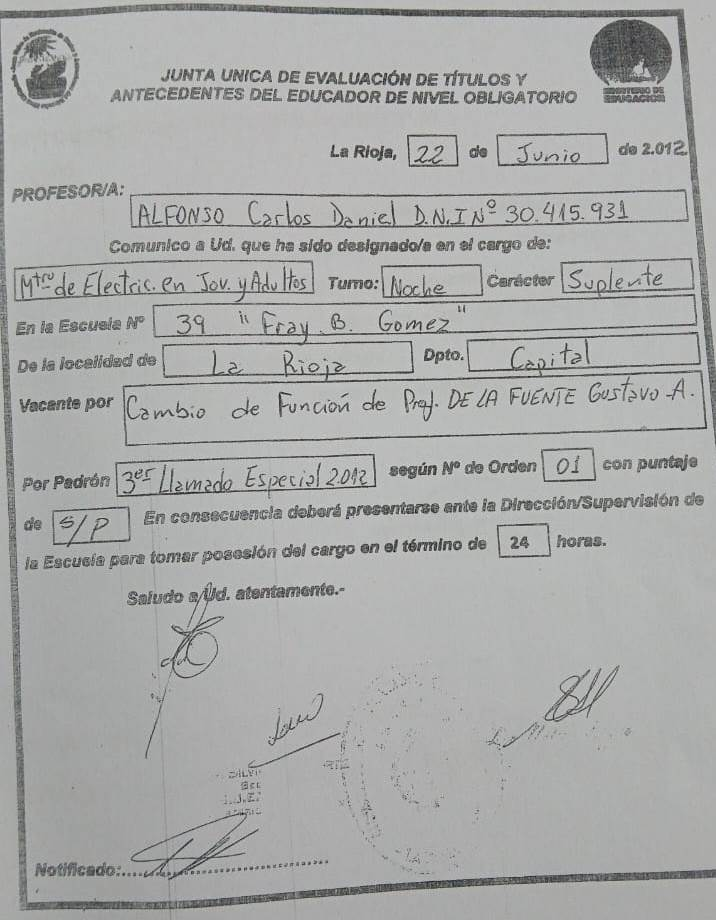 JUNTA UNICA DE EVALUACIÓN DE TÍTULOS Y
ANTECEDENTES DEL EDUCADOR DE NIVEL OBLIGATORIO
MINISTERIO DE
EDUCACION
La Rioja, 22 de Junio de 2.012
PROFESOR/A:
ALFONSO Carlos Daniel D.N.I Nº 30.415.931
Comunico a Ud. que ha sido designado/a en el cargo de:
Mtro de Electric. en Jov. y Adultos Turno: Noche Carácter Suplente
En la Escuela Nº 39 "Fray. B. Gomez"
De la localidad de La Rioja Dpto. Capital
Vacante por Cambio de Función de Prof. DE LA FUENTE Gustavo A.
Por Padrón 3er Llamado Especial 2.012 según Nº de Orden 01 con puntaje
de S/P En consecuencia deberá presentarse ante la Dirección/Supervisión de
la Escuela para tomar posesión del cargo en el término de 24 horas.
Saludo a Ud. atentamente.-
Notificado: